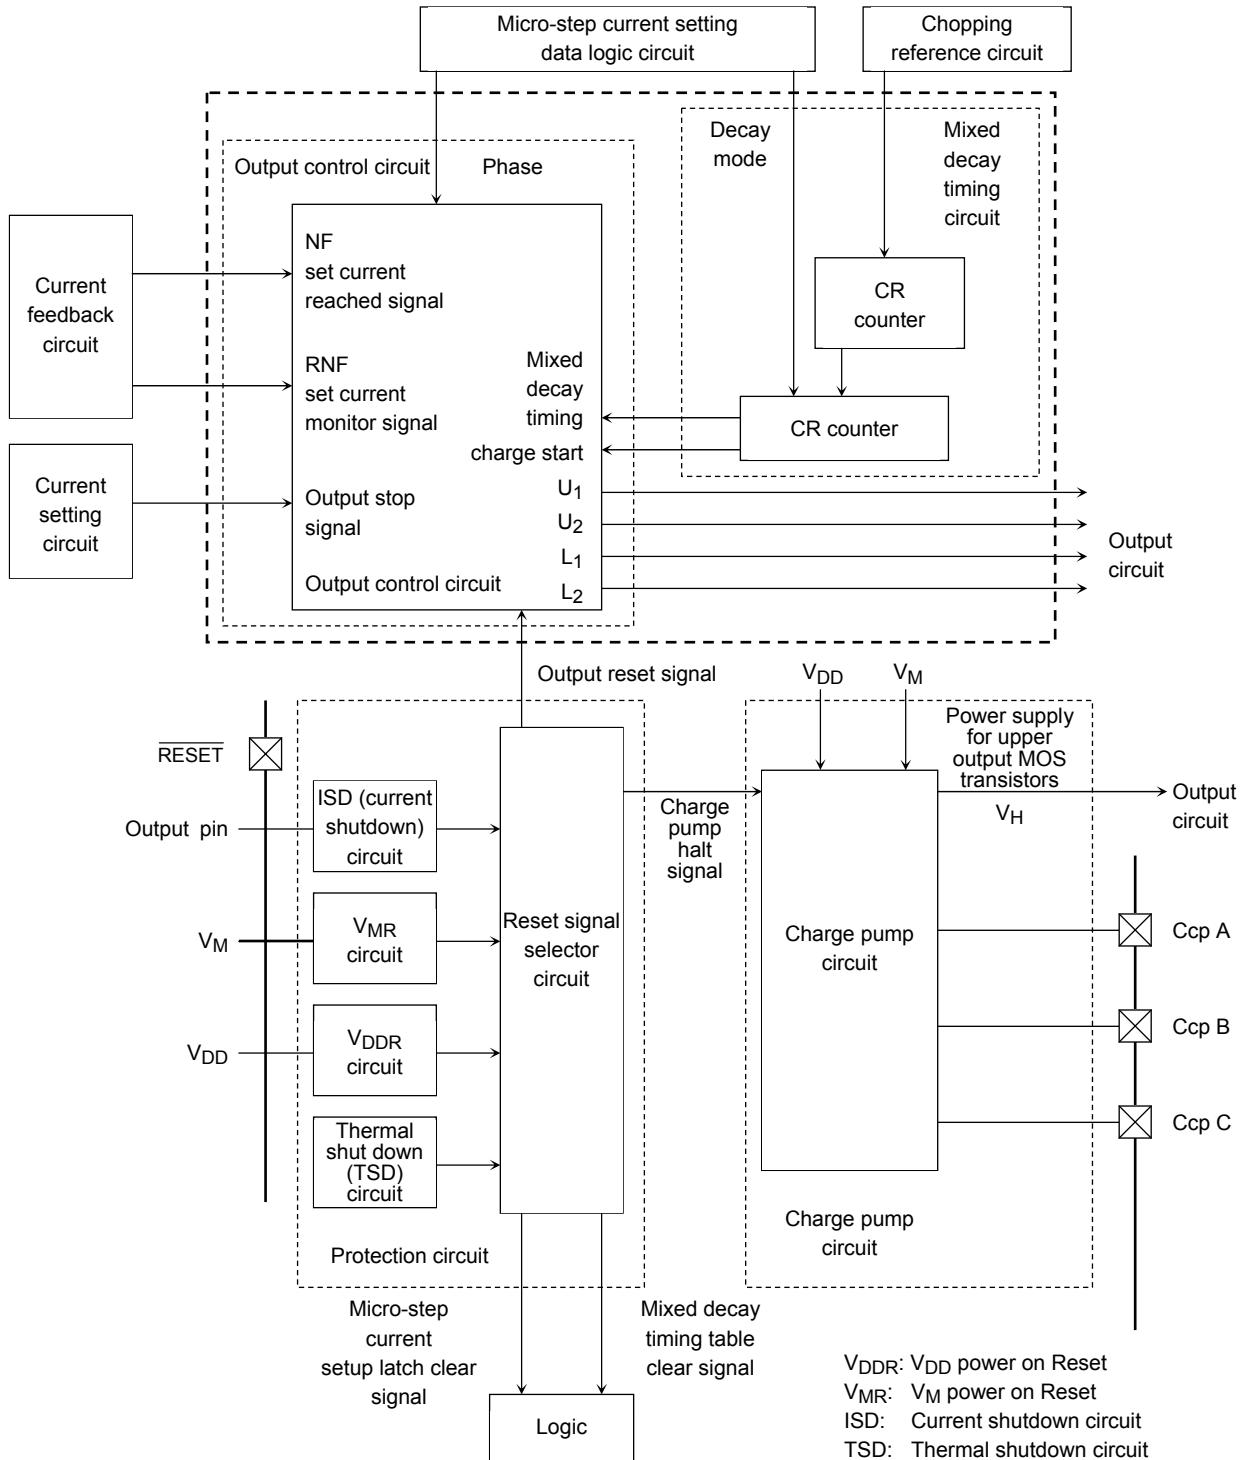 Micro-step current setting
data logic circuit
Chopping
reference circuit
Output control circuit
Phase
Decay
mode
Mixed
decay
timing
circuit
Current
feedback
circuit
NF
set current
reached signal
RNF
set current
monitor signal
CR
counter
Mixed
decay
timing
CR counter
charge start
Current
setting
circuit
Output stop
signal
U1
U2
L1
L2
Output control circuit
Output
circuit
Output reset signal
VDD
VM
RESET
ISD (current
shutdown)
circuit
Output pin
VMR
circuit
VM
VDDR
circuit
VDD
Thermal
shut down
(TSD)
circuit
Reset signal
selector
circuit
Protection circuit
Charge
pump
halt
signal
Power supply
for upper
output MOS
transistors
VH
Output
circuit
Charge pump
circuit
Ccp A
Ccp B
Ccp C
Charge pump
circuit
Micro-step
current
setup latch clear
signal
Mixed decay
timing table
clear signal
Logic
VDDR: VDD power on Reset
VMR: VM power on Reset
ISD: Current shutdown circuit
TSD: Thermal shutdown circuit